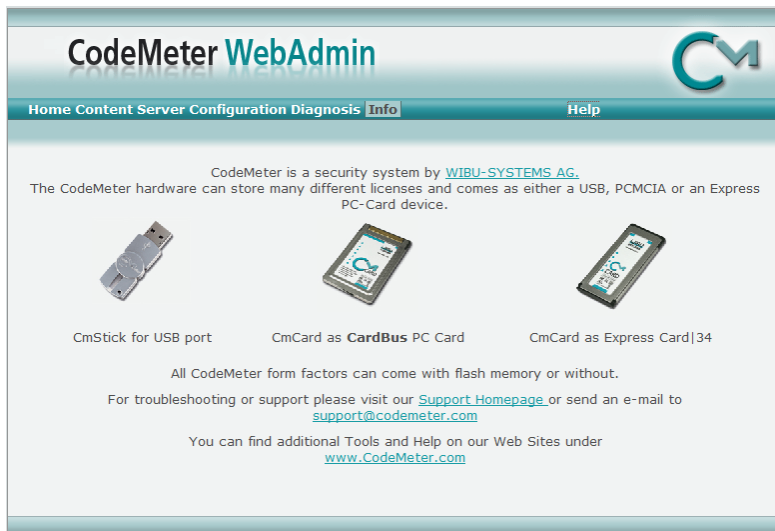 CodeMeter WebAdmin
CM
Home Content Server Configuration Diagnosis Info Help
CodeMeter is a security system by WIBU-SYSTEMS AG.
The CodeMeter hardware can store many different licenses and comes as either a USB, PCMCIA or an Express
PC-Card device.
CmStick for USB port CmCard as CardBus PC Card CmCard as Express Card|34
All CodeMeter form factors can come with flash memory or without.
For troubleshooting or support please visit our Support Homepage or send an e-mail to
support@codemeter.com
You can find additional Tools and Help on our Web Sites under
www.CodeMeter.com